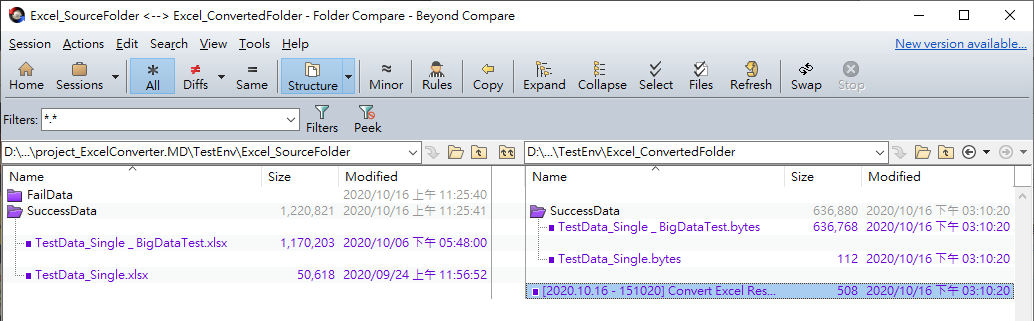 Excel_SourceFolder <--> Excel_ConvertedFolder - Folder Compare - Beyond Compare
Session Actions Edit Search View Tools Help New version available...
Home Sessions All Diffs Same Structure Minor Rules Copy Expand Collapse Select Files Refresh Swap Stop
Filters: *.* Filters Peek
D:\...\project_ExcelConverter.MD\TestEnv\Excel_SourceFolder D:\...\TestEnv\Excel_ConvertedFolder
Name Size Modified Name Size Modified
FailData 2020/10/16 上午 11:25:40
SuccessData 1,220,821 2020/10/16 上午 11:25:41 SuccessData 636,880 2020/10/16 下午 03:10:20
TestData_Single _ BigDataTest.bytes 636,768 2020/10/16 下午 03:10:20
TestData_Single _ BigDataTest.xlsx 1,170,203 2020/10/06 下午 05:48:00
TestData_Single.bytes 112 2020/10/16 下午 03:10:20
TestData_Single.xlsx 50,618 2020/09/24 上午 11:56:52
[2020.10.16 - 151020] Convert Excel Res... 508 2020/10/16 下午 03:10:20